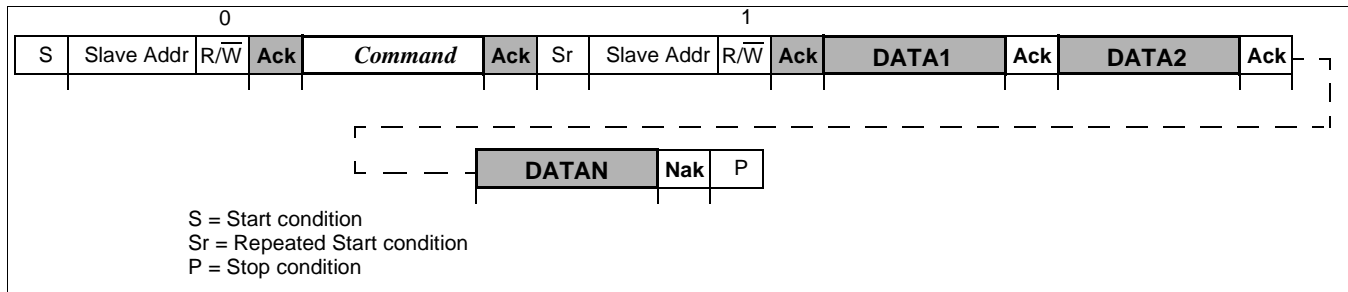 0 1
S Slave Addr R/W̅ Ack Command Ack Sr Slave Addr R/W̅ Ack DATA1 Ack DATA2 Ack
DATAN Nak P
S = Start condition
Sr = Repeated Start condition
P = Stop condition